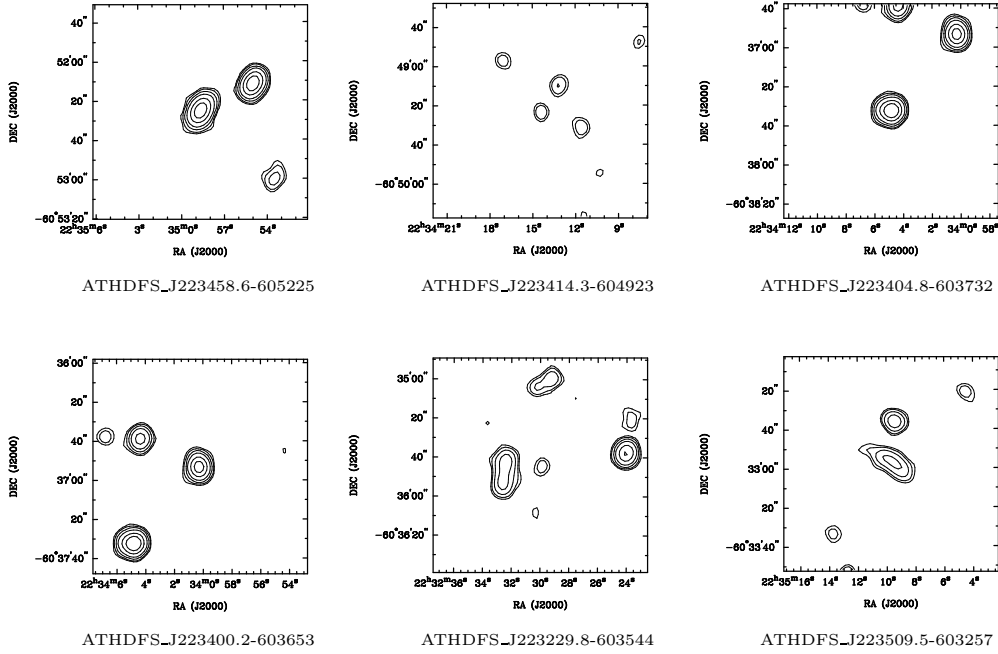 40" 40" 40"
52'00" 49'00" 37'00"
DEC (J2000) 20" DEC (J2000) 20" DEC (J2000) 20"
40" 40" 40"
53'00" −60°50'00" 38'00"
−60°53'20" −60°38'20"
22ʰ35ᵐ6ˢ 3ˢ 35ᵐ0ˢ 57ˢ 54ˢ 22ʰ34ᵐ21ˢ 18ˢ 15ˢ 12ˢ 9ˢ 22ʰ34ᵐ12ˢ 10ˢ 8ˢ 6ˢ 4ˢ 2ˢ 34ᵐ0ˢ 58ˢ
RA (J2000) RA (J2000) RA (J2000)
ATHDFS_J223458.6-605225 ATHDFS_J223414.3-604923 ATHDFS_J223404.8-603732
36'00" 35'00" 20"
20" 20" 40"
DEC (J2000) 40" DEC (J2000) 40" DEC (J2000) 33'00"
37'00" 36'00" 20"
20" −60°36'20" −60°33'40"
−60°37'40"
22ʰ34ᵐ6ˢ 4ˢ 2ˢ 34ᵐ0ˢ 58ˢ 56ˢ 54ˢ 22ʰ32ᵐ36ˢ 30ˢ 28ˢ 26ˢ 24ˢ 22ʰ35ᵐ16ˢ 14ˢ 12ˢ 10ˢ 8ˢ 6ˢ 4ˢ
RA (J2000) RA (J2000) RA (J2000)
ATHDFS_J223400.2-603653 ATHDFS_J223229.8-603544 ATHDFS_J223509.5-603257